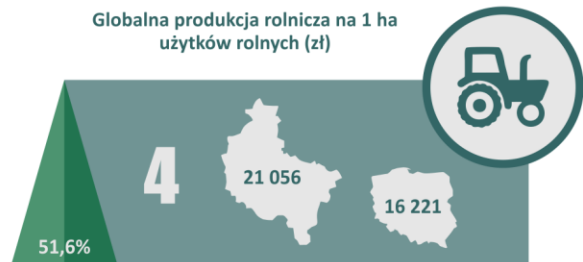 Globalna produkcja rolnicza na 1 ha
użytków rolnych (zł)
4
21 056
16 221
51,6%